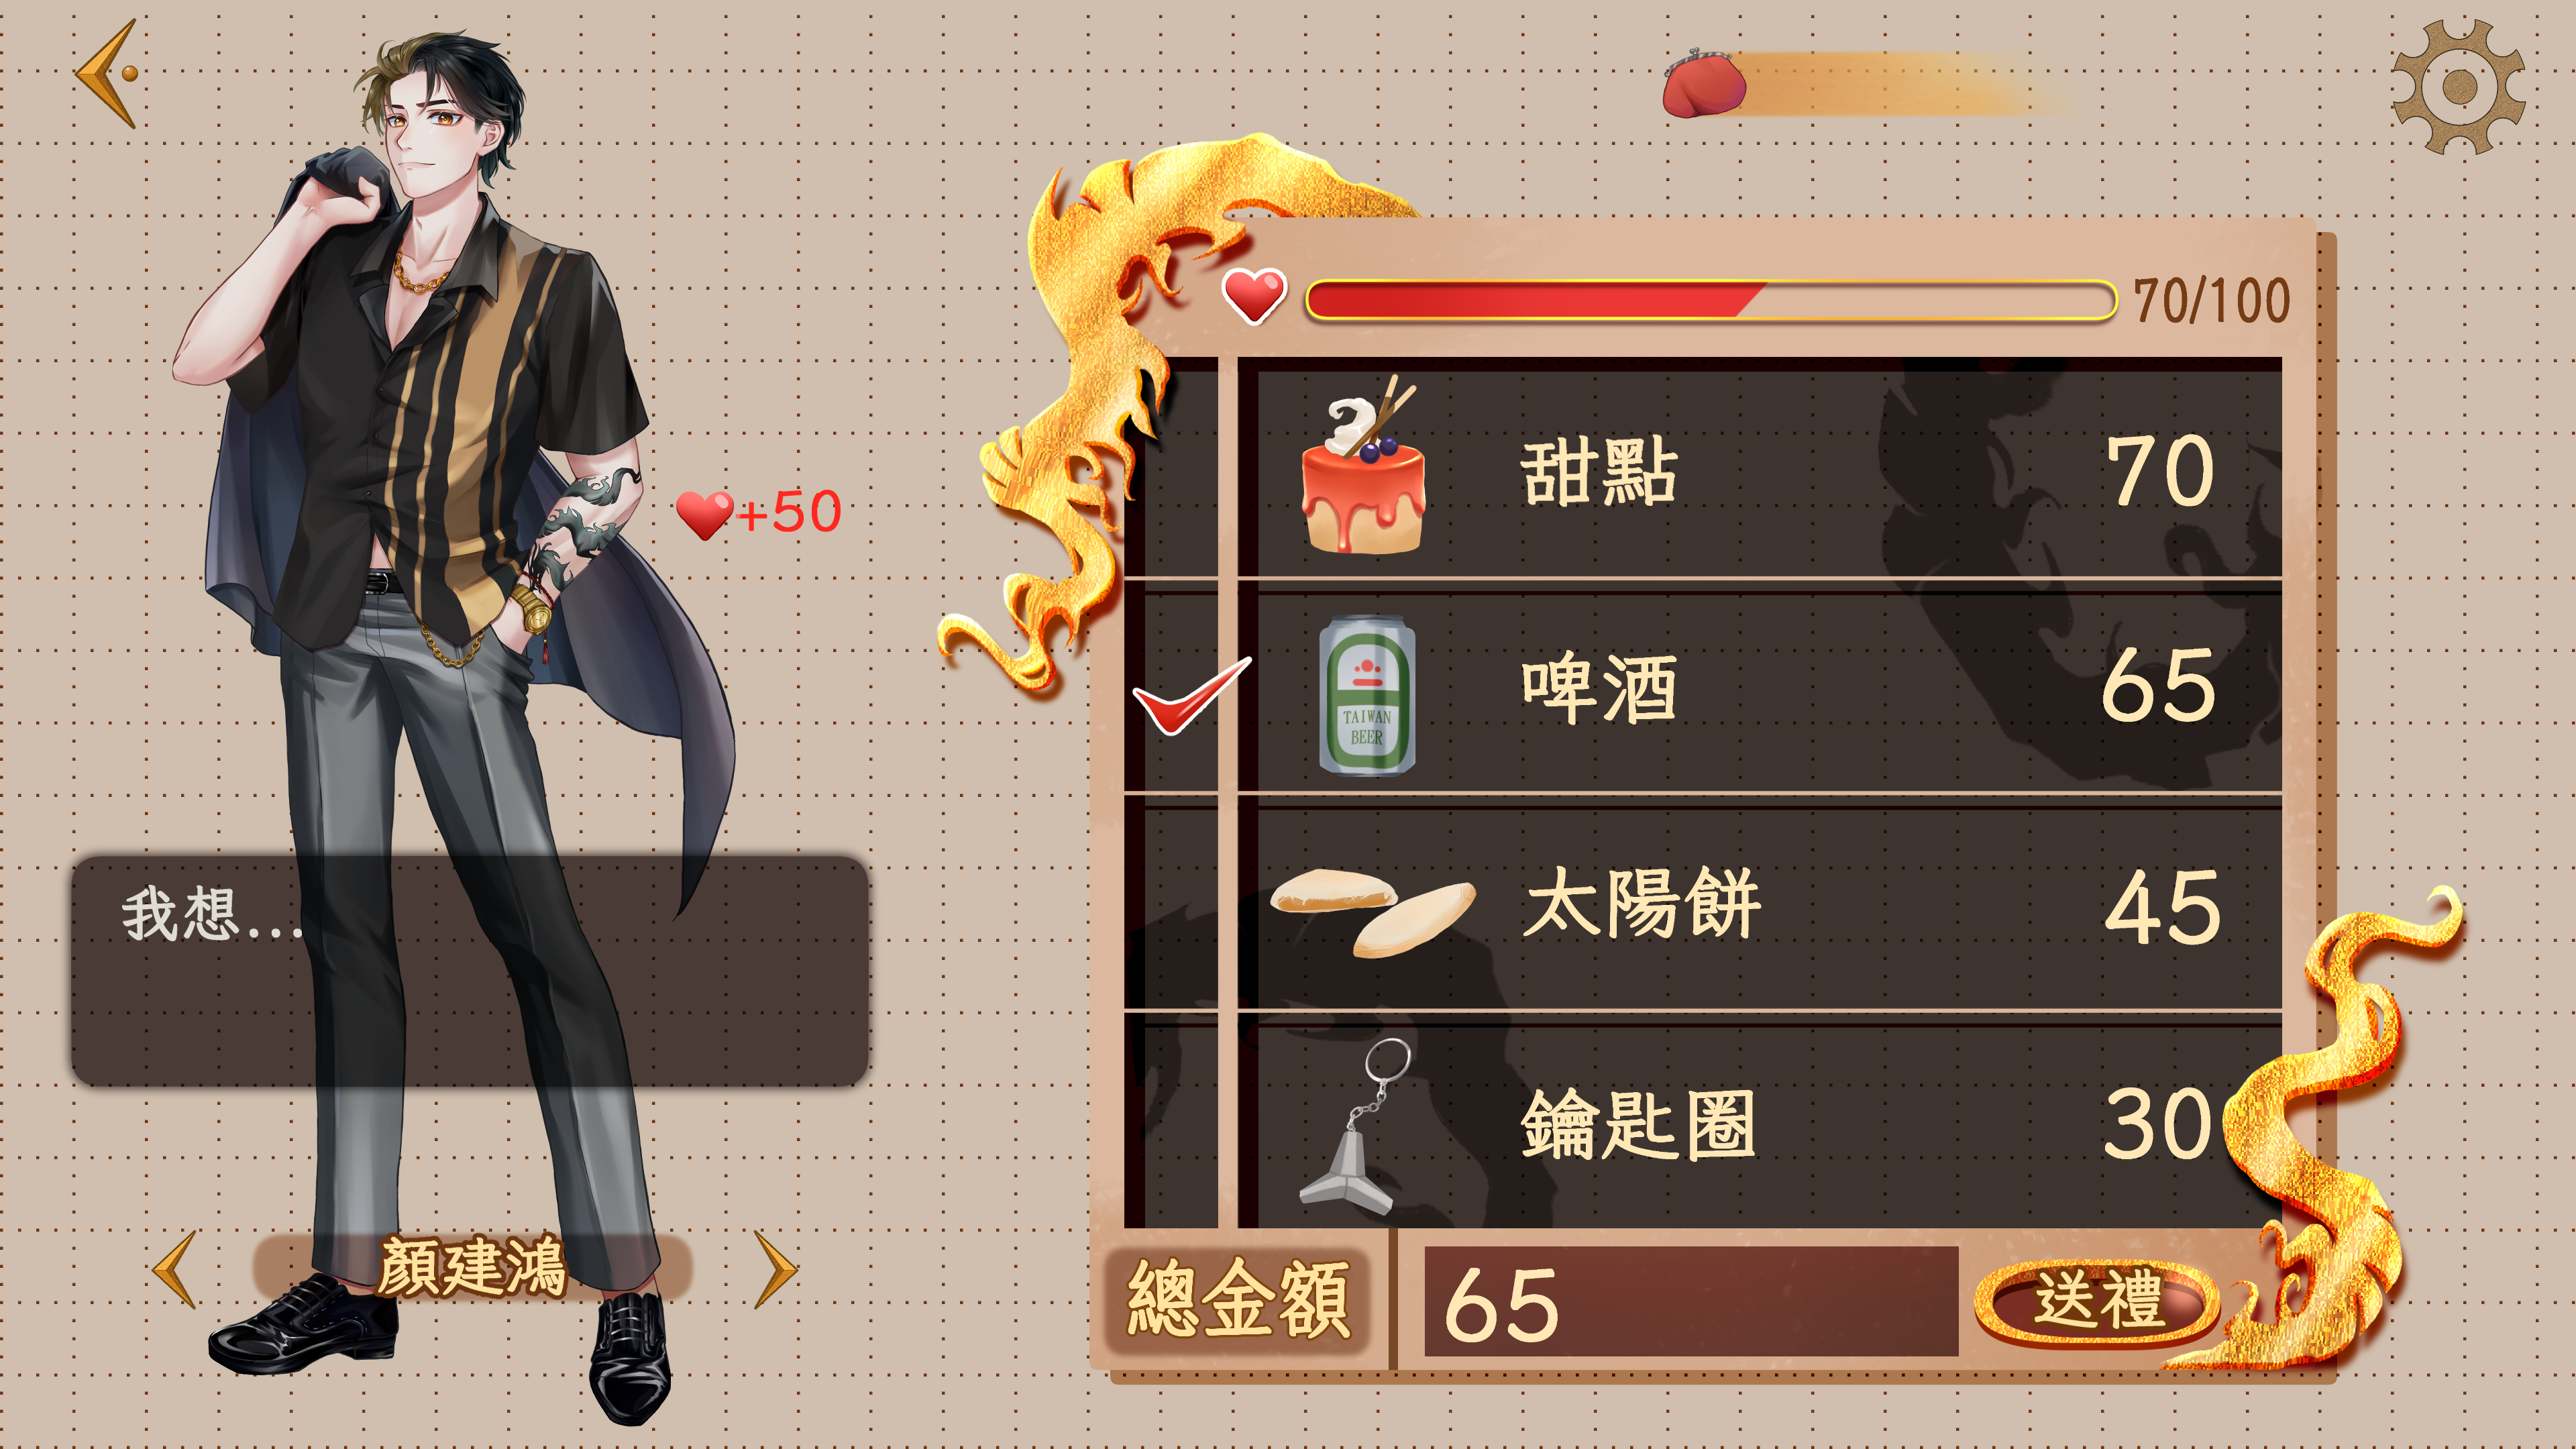 70/100
甜點 70
+50
啤酒 65
TAIWAN
BEER
太陽餅 45
我想...
鑰匙圈 30
顏建鴻
總金額 65 送禮